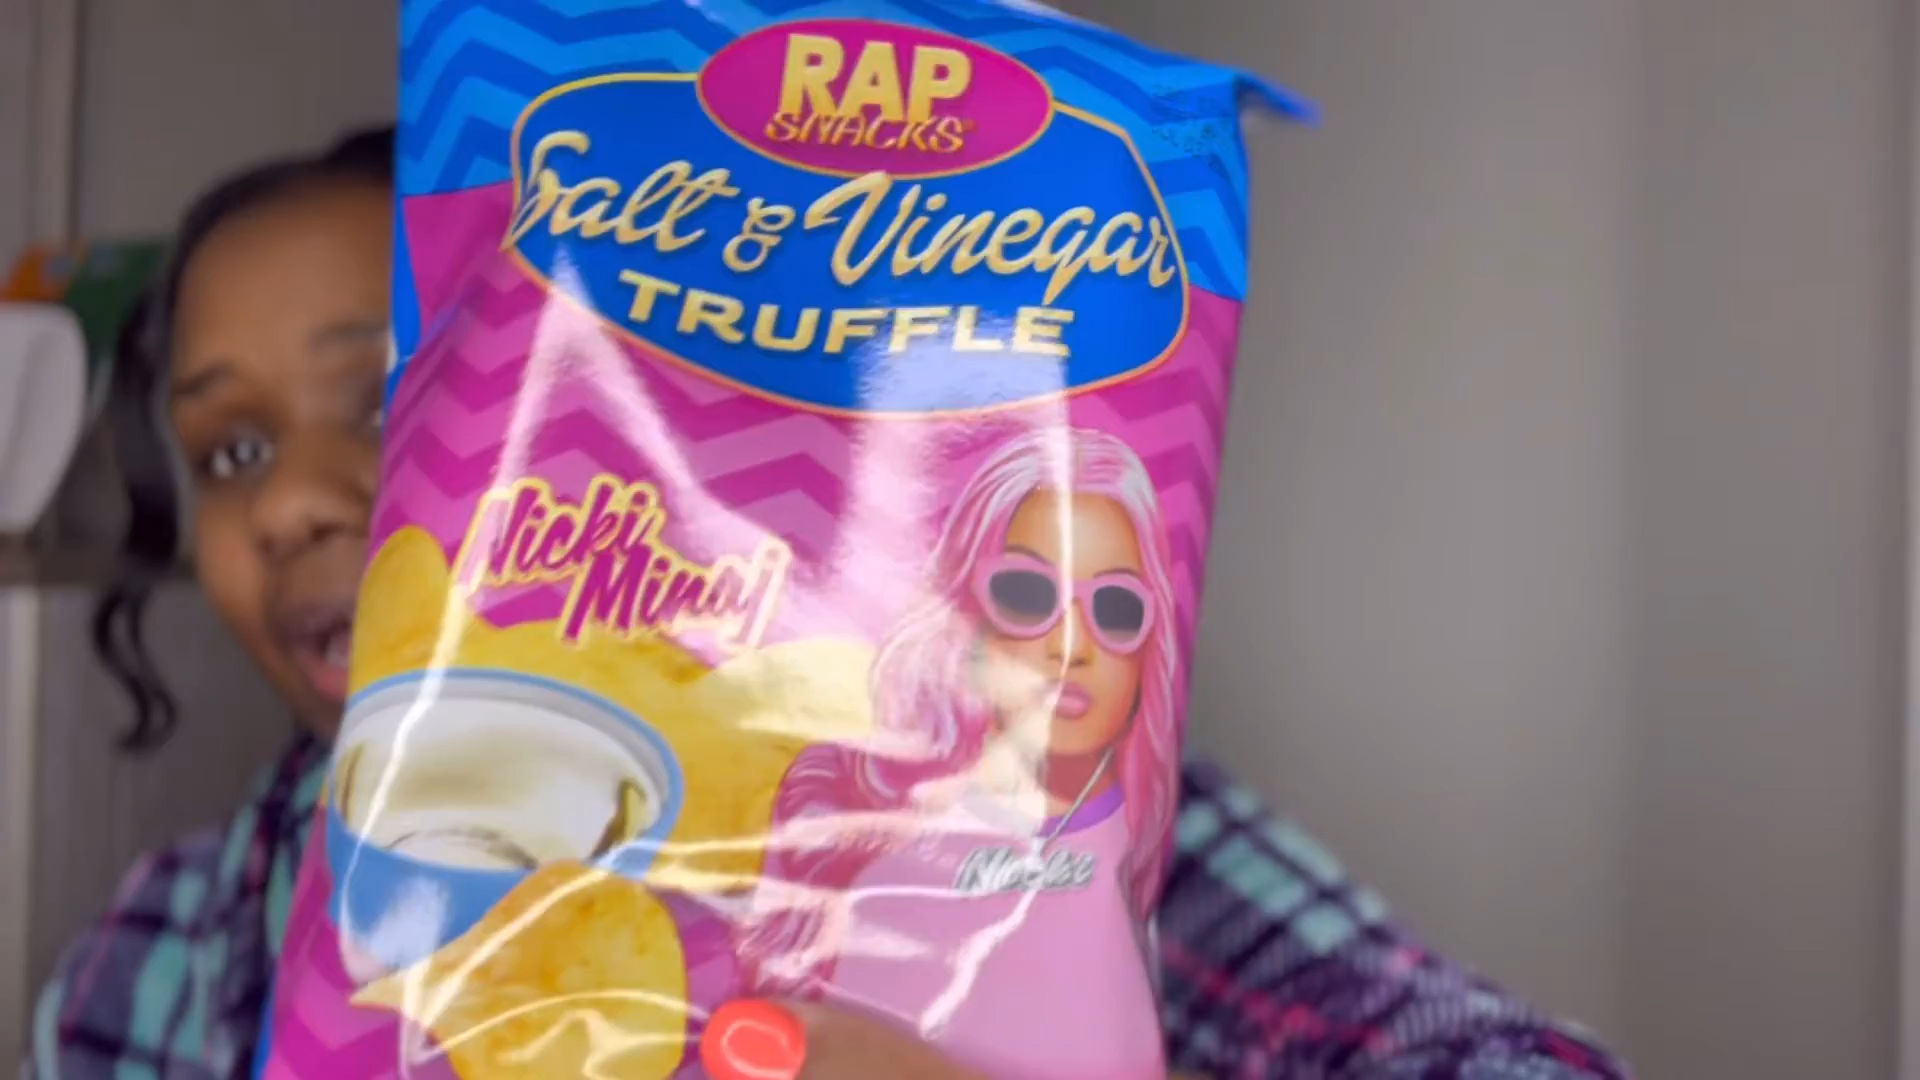 RAP
SNACKS
Salt & Vinegar
TRUFFLE
Nicki
Minaj